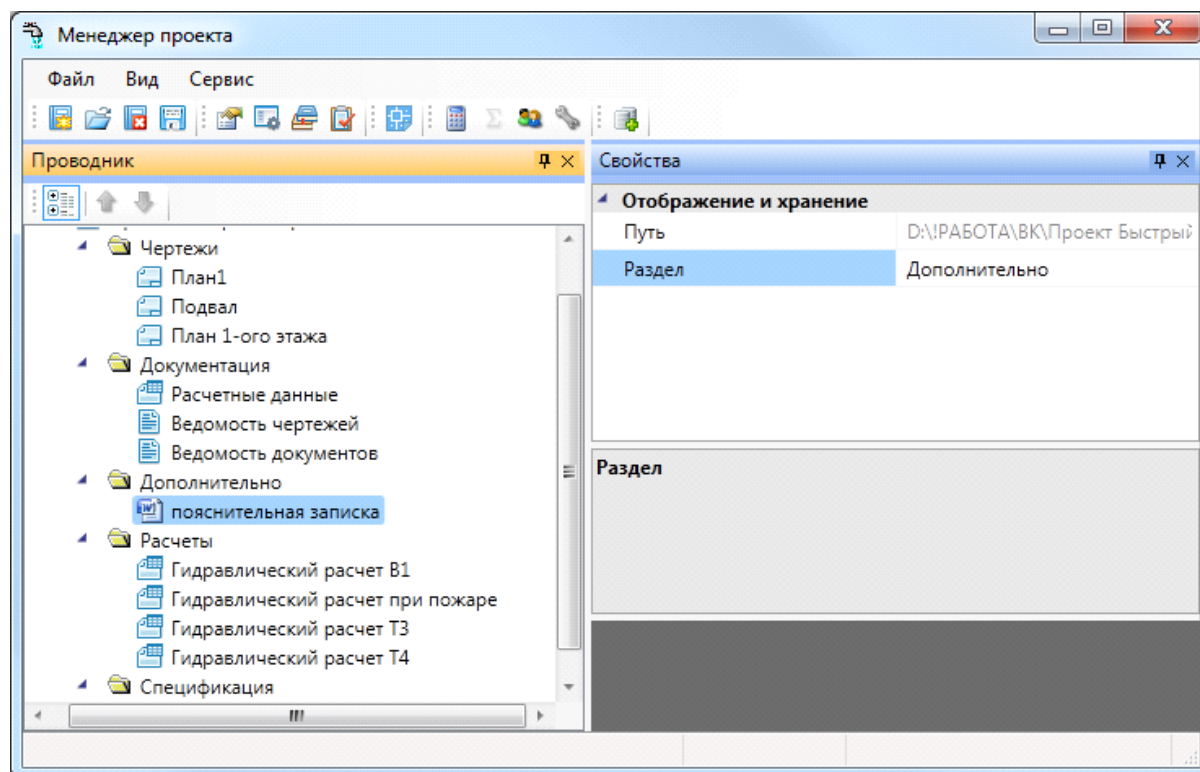 Менеджер проекта
Файл Вид Сервис
Проводник
Чертежи
План1
Подвал
План 1-ого этажа
Документация
Расчетные данные
Ведомость чертежей
Ведомость документов
Дополнительно
пояснительная записка
Расчеты
Гидравлический расчет В1
Гидравлический расчет при пожаре
Гидравлический расчет Т3
Гидравлический расчет Т4
Спецификация
Свойства
Отображение и хранение
Путь D:\!РАБОТА\ВК\Проект Быстрый
Раздел Дополнительно
Раздел